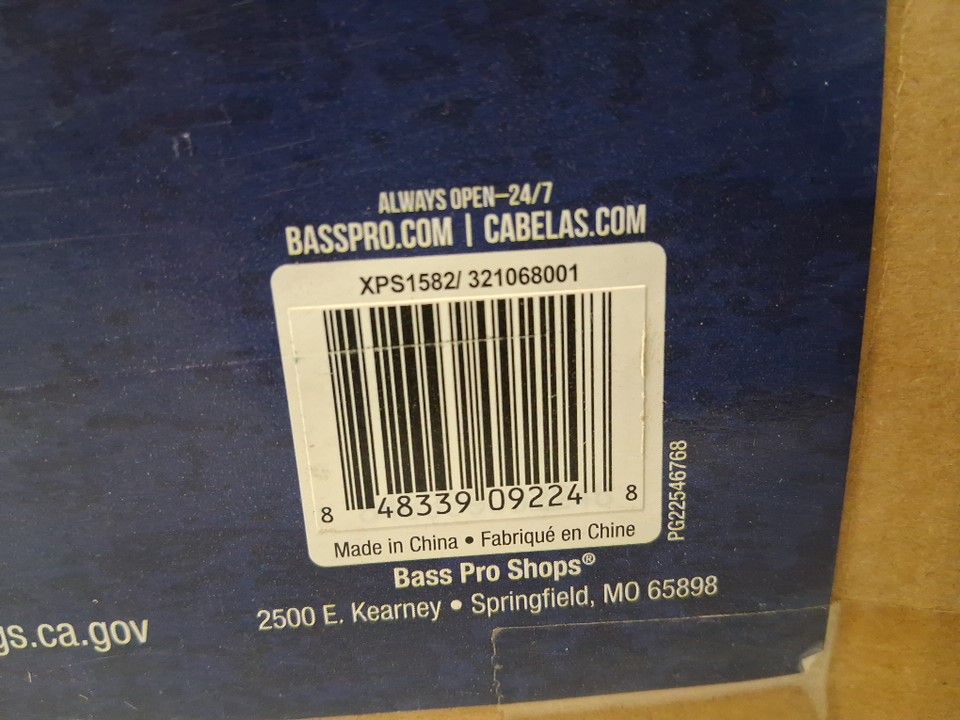 ALWAYS OPEN–24/7
BASSPRO.COM | CABELAS.COM
XPS1582/ 321068001
8 48339 09224 8
Made in China • Fabriqué en Chine
PG22546768
Bass Pro Shops®
2500 E. Kearney • Springfield, MO 65898
gs.ca.gov